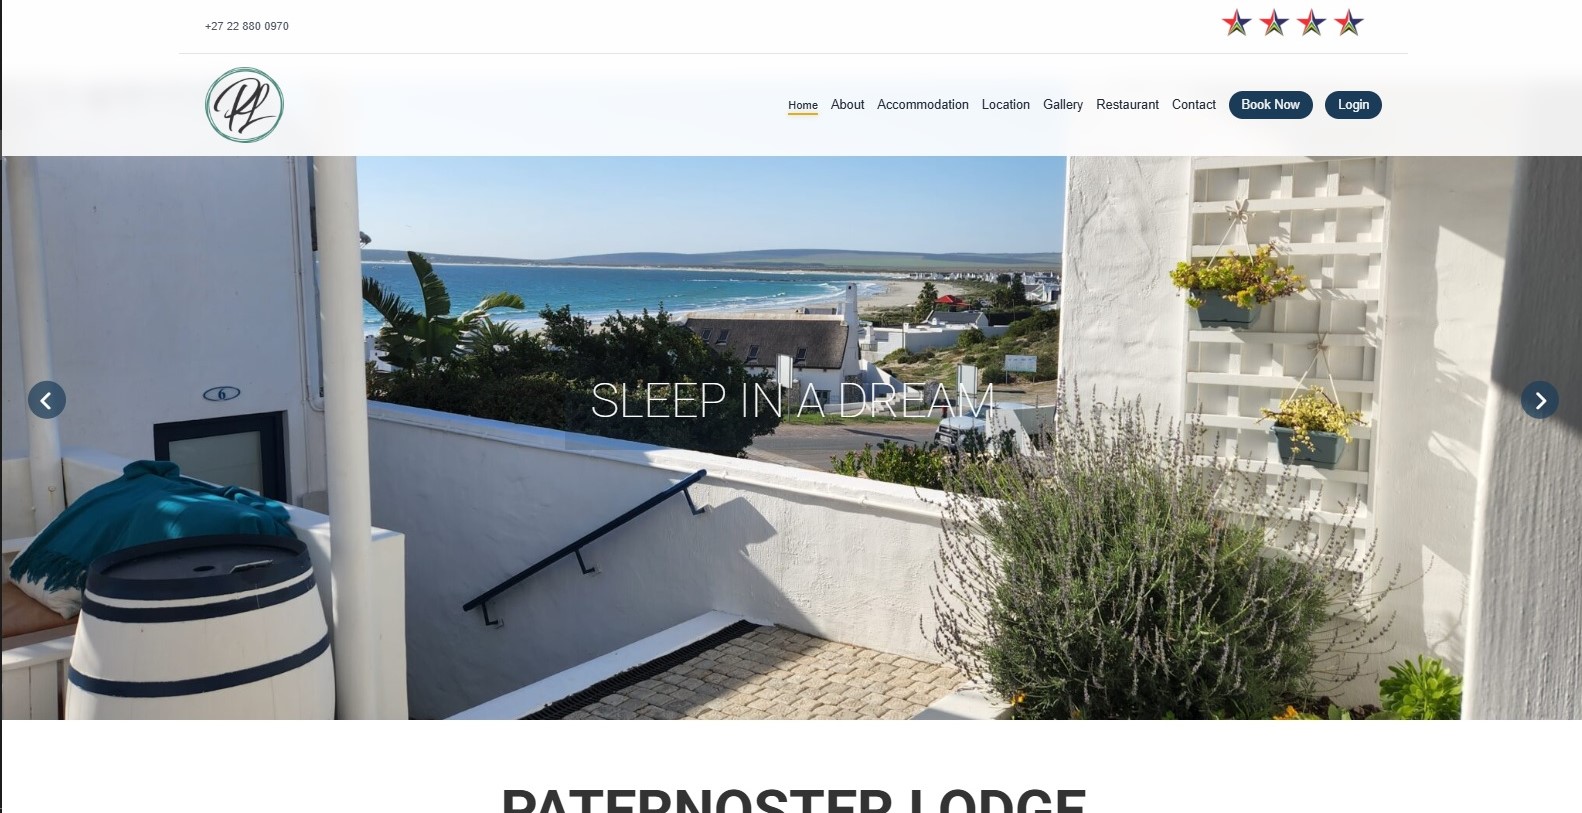 +27 22 880 0970
PL
Home About Accommodation Location Gallery Restaurant Contact Book Now Login
6
SLEEP IN A DREAM
PATERNOSTER LODGE